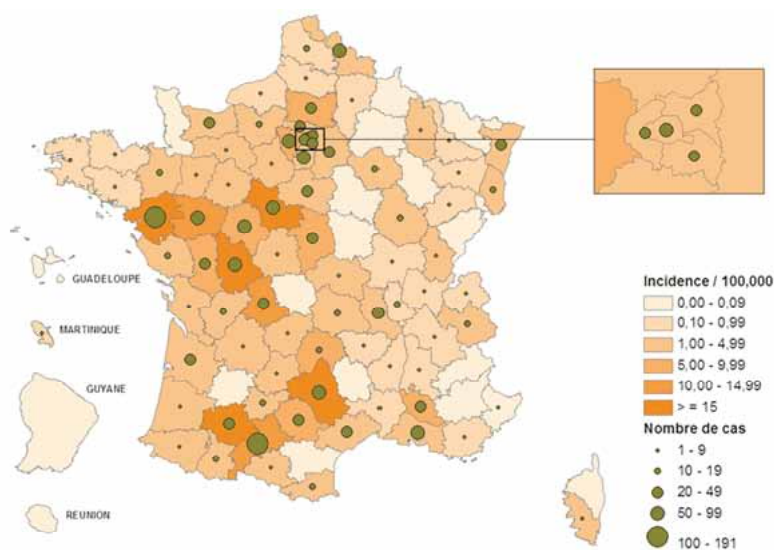 GUADELOUPE
MARTINIQUE
GUYANE
REUNION
Incidence / 100,000
0,00 - 0,09
0,10 - 0,99
1,00 - 4,99
5,00 - 9,99
10,00 - 14,99
> = 15
Nombre de cas
1 - 9
10 - 19
20 - 49
50 - 99
100 - 191